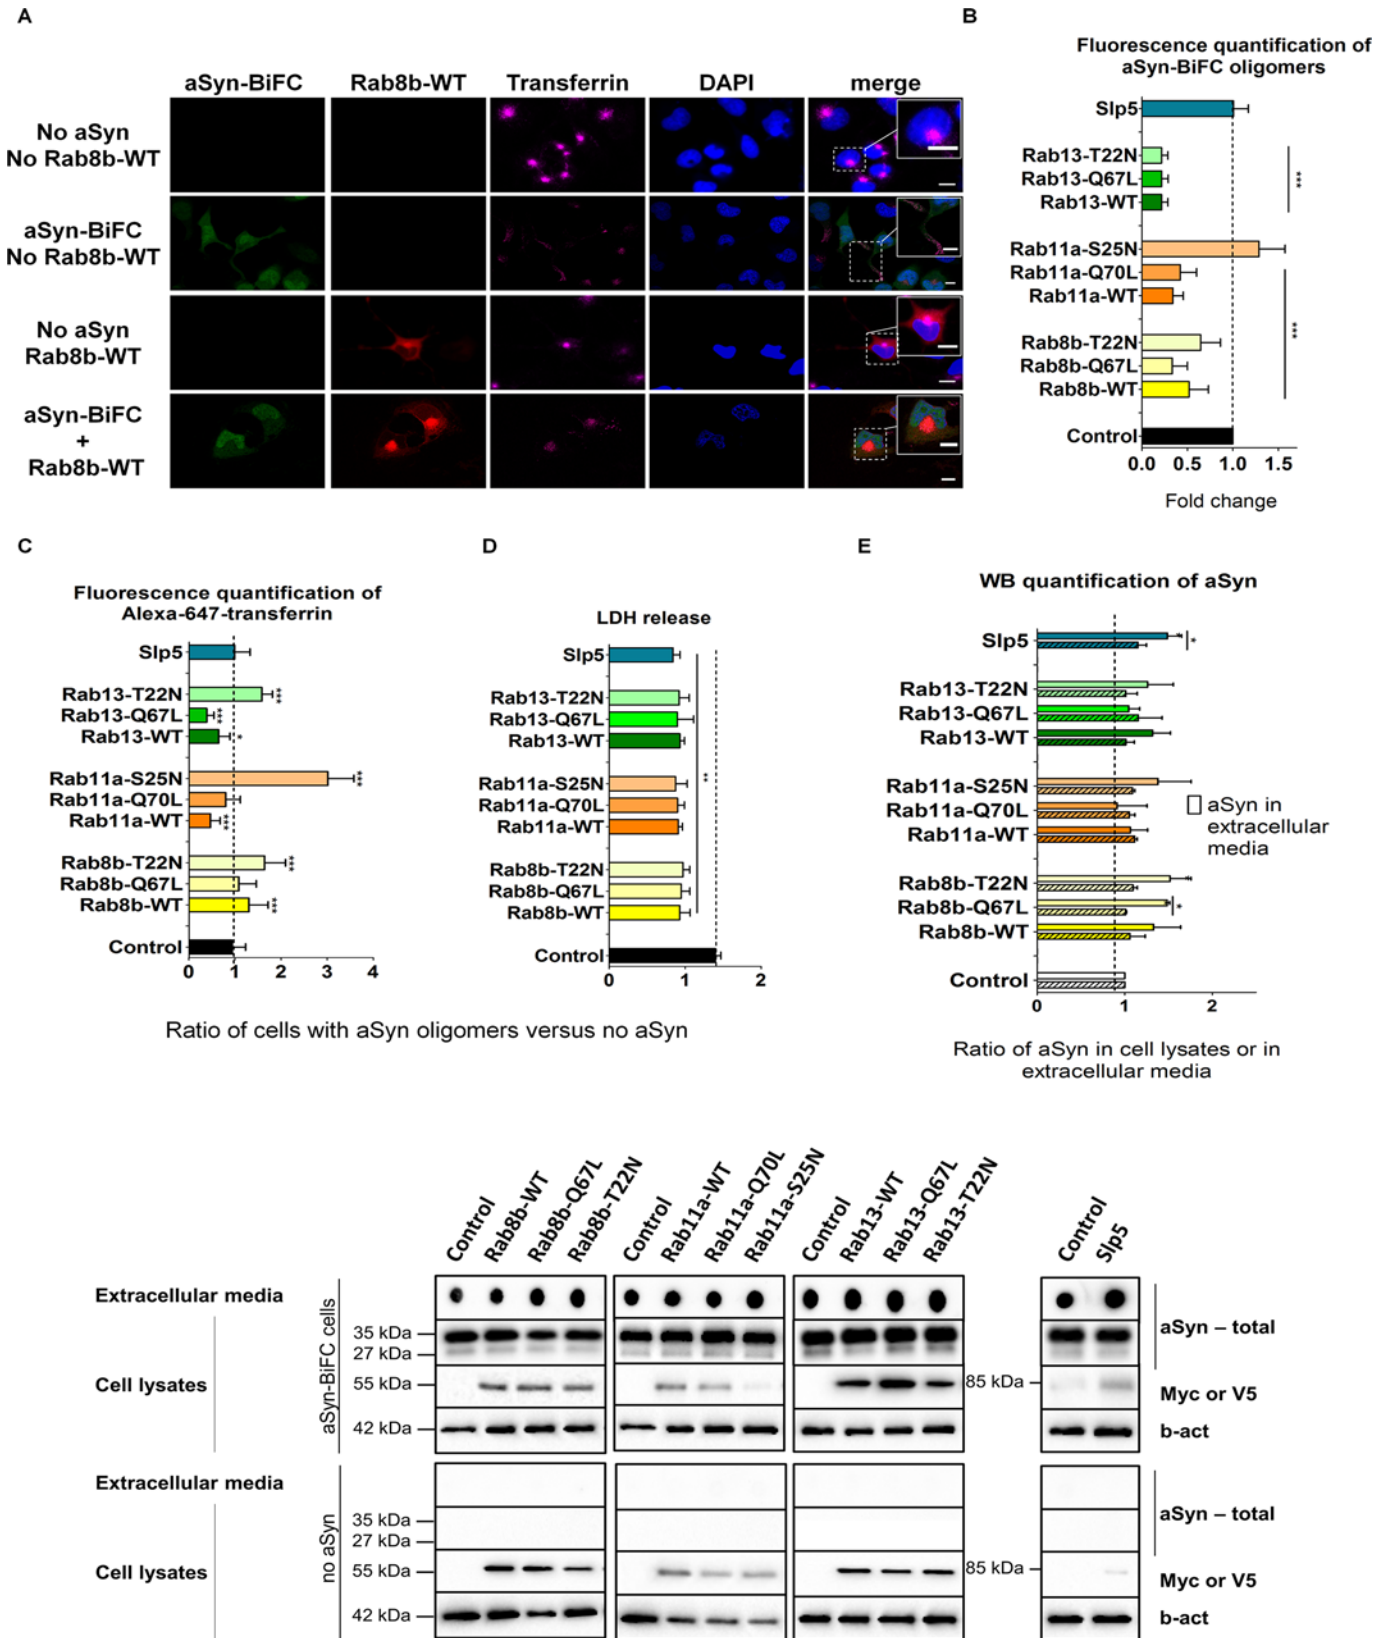 A
aSyn-BiFC Rab8b-WT Transferrin DAPI merge
No aSyn
No Rab8b-WT
aSyn-BiFC
No Rab8b-WT
No aSyn
Rab8b-WT
aSyn-BiFC
+
Rab8b-WT
B
Fluorescence quantification of
aSyn-BiFC oligomers
Slp5
Rab13-T22N
Rab13-Q67L
Rab13-WT
***
Rab11a-S25N
Rab11a-Q70L
Rab11a-WT
***
Rab8b-T22N
Rab8b-Q67L
Rab8b-WT
Control
0.0 0.5 1.0 1.5
Fold change
C
Fluorescence quantification of
Alexa-647-transferrin
Slp5
Rab13-T22N ***
Rab13-Q67L ***
Rab13-WT *
Rab11a-S25N ***
Rab11a-Q70L
Rab11a-WT ***
Rab8b-T22N ***
Rab8b-Q67L
Rab8b-WT ***
Control
0 1 2 3 4
D
LDH release
Slp5
Rab13-T22N
Rab13-Q67L
Rab13-WT
**
Rab11a-S25N
Rab11a-Q70L
Rab11a-WT
Rab8b-T22N
Rab8b-Q67L
Rab8b-WT
Control
0 1 2
Ratio of cells with aSyn oligomers versus no aSyn
E
WB quantification of aSyn
Slp5 * *
Rab13-T22N
Rab13-Q67L
Rab13-WT
Rab11a-S25N
Rab11a-Q70L
Rab11a-WT
aSyn in
extracellular
media
Rab8b-T22N *
Rab8b-Q67L * *
Rab8b-WT
Control
0 1 2
Ratio of aSyn in cell lysates or in
extracellular media
Control Rab8b-WT Rab8b-Q67L Rab8b-T22N Control Rab11a-WT Rab11a-Q70L Rab11a-S25N Control Rab13-WT Rab13-Q67L Rab13-T22N Control Slp5
aSyn-BiFC cells
Extracellular media
35 kDa
27 kDa
aSyn – total
Cell lysates
55 kDa
85 kDa
Myc or V5
42 kDa
b-act
no aSyn
Extracellular media
35 kDa
27 kDa
aSyn – total
Cell lysates
55 kDa
85 kDa
Myc or V5
42 kDa
b-act